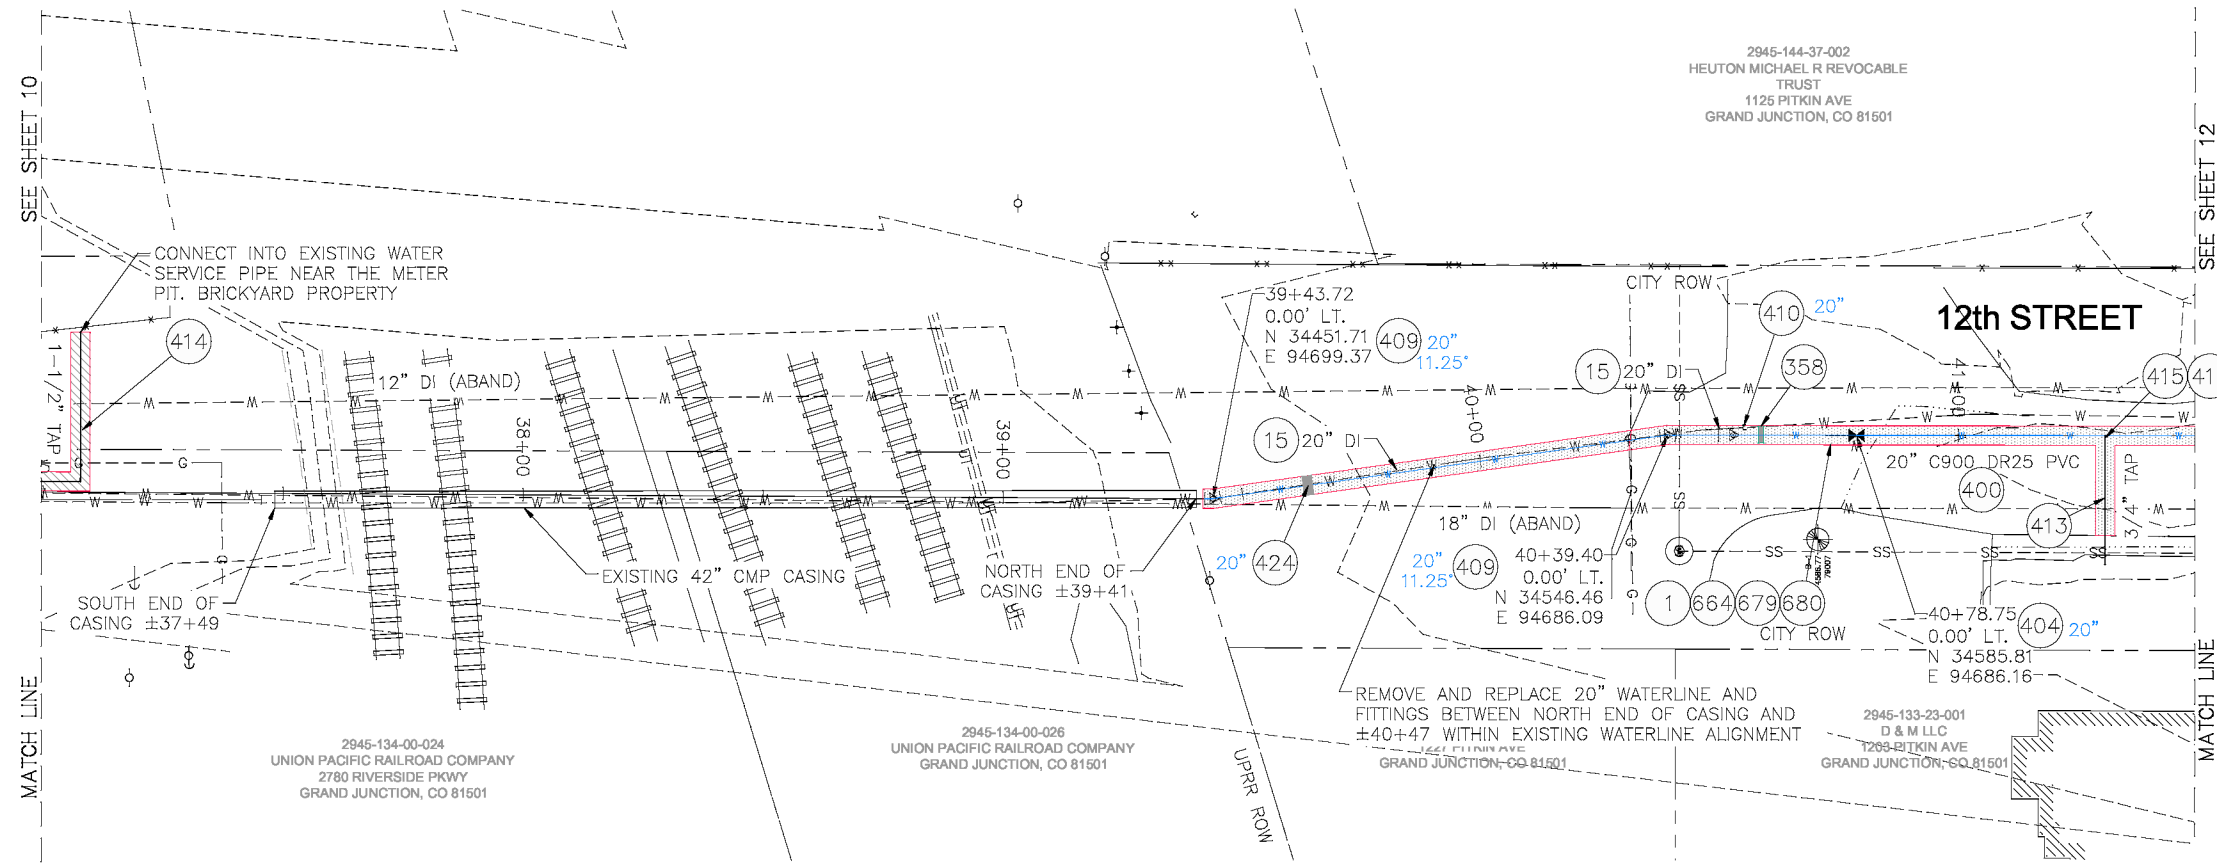 SEE SHEET 10
MATCH LINE
2945-144-37-002
HEUTON MICHAEL R REVOCABLE
TRUST
1125 PITKIN AVE
GRAND JUNCTION, CO 81501
SEE SHEET 12
MATCH LINE
CONNECT INTO EXISTING WATER
SERVICE PIPE NEAR THE METER
PIT. BRICKYARD PROPERTY
414
1-1/2" TAP
12" DI (ABAND)
38+00
39+00
40+00
41+00
39+43.72
0.00' LT.
N 34451.71
E 94699.37
409
20"
11.25°
CITY ROW
410
20"
12th STREET
15
20" DI
358
415
41
15
20" DI
20" C900 DR25 PVC
400
413
3/4" TAP
18" DI (ABAND)
20"
424
20"
11.25°
409
40+39.40
0.00' LT.
N 34546.46
E 94686.09
1
664
679
680
CITY ROW
40+78.75
0.00' LT.
N 34585.81
E 94686.16
404
20"
SOUTH END OF
CASING ±37+49
EXISTING 42" CMP CASING
NORTH END OF
CASING ±39+41
REMOVE AND REPLACE 20" WATERLINE AND
FITTINGS BETWEEN NORTH END OF CASING AND
±40+47 WITHIN EXISTING WATERLINE ALIGNMENT
1227 PITKIN AVE
GRAND JUNCTION, CO 81501
2945-133-23-001
D & M LLC
1203 PITKIN AVE
GRAND JUNCTION, CO 81501
2945-134-00-024
UNION PACIFIC RAILROAD COMPANY
2780 RIVERSIDE PKWY
GRAND JUNCTION, CO 81501
2945-134-00-026
UNION PACIFIC RAILROAD COMPANY
GRAND JUNCTION, CO 81501
UPRR ROW